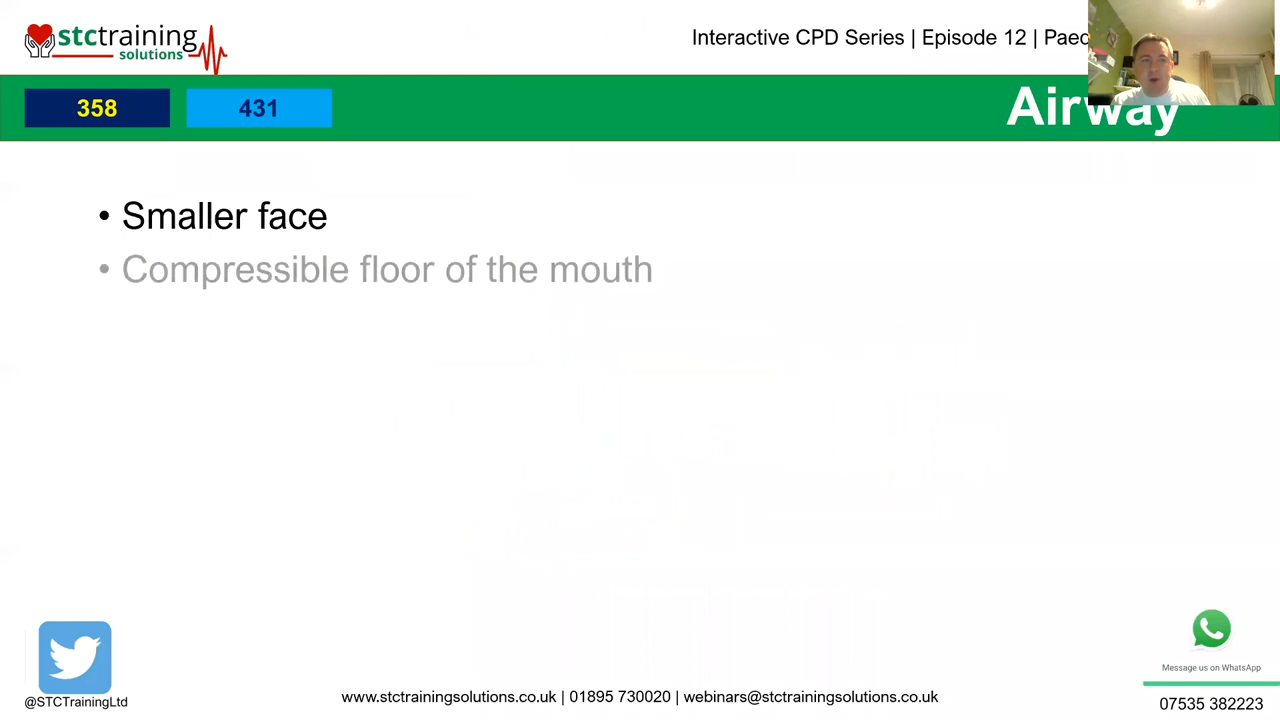 stctraining
solutions
Interactive CPD Series | Episode 12 |
358
431
Airway
• Smaller face
• Compressible floor of the mouth
@STCTrainingLtd
www.stctrainingsolutions.co.uk | 01895 730020 | webinars@stctrainingsolutions.co.uk
Message us on WhatsApp
07535 382223